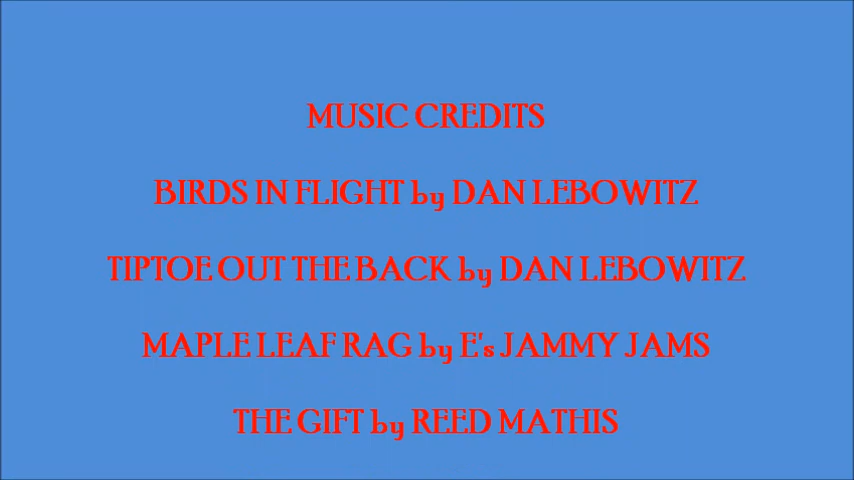 MUSIC CREDITS
BIRDS IN FLIGHT by DAN LEBOWITZ
TIPTOE OUT THE BACK by DAN LEBOWITZ
MAPLE LEAF RAG by E's JAMMY JAMS
THE GIFT by REED MATHIS